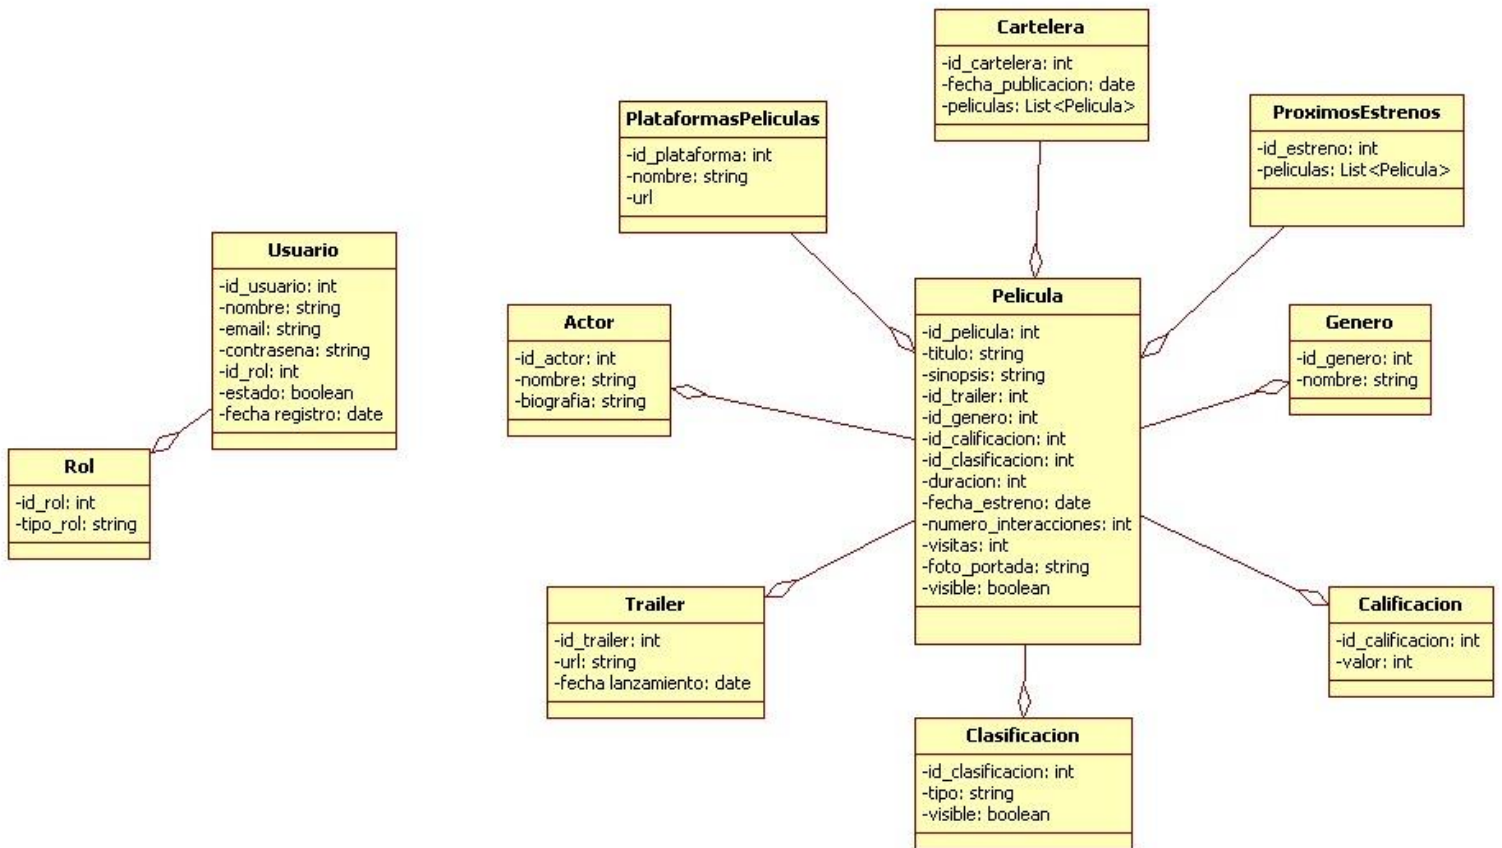 Cartelera
-id_cartelera: int
-fecha_publicacion: date
-peliculas: List<Pelicula>
PlataformasPeliculas
-id_plataforma: int
-nombre: string
-url
ProximosEstrenos
-id_estreno: int
-peliculas: List<Pelicula>
Usuario
-id_usuario: int
-nombre: string
-email: string
-contrasena: string
-id_rol: int
-estado: boolean
-fecha registro: date
Rol
-id_rol: int
-tipo_rol: string
Actor
-id_actor: int
-nombre: string
-biografia: string
Pelicula
-id_pelicula: int
-titulo: string
-sinopsis: string
-id_trailer: int
-id_genero: int
-id_calificacion: int
-id_clasificacion: int
-duracion: int
-fecha_estreno: date
-numero_interacciones: int
-visitas: int
-foto_portada: string
-visible: boolean
Genero
-id_genero: int
-nombre: string
Trailer
-id_trailer: int
-url: string
-fecha lanzamiento: date
Calificacion
-id_calificacion: int
-valor: int
Clasificacion
-id_clasificacion: int
-tipo: string
-visible: boolean